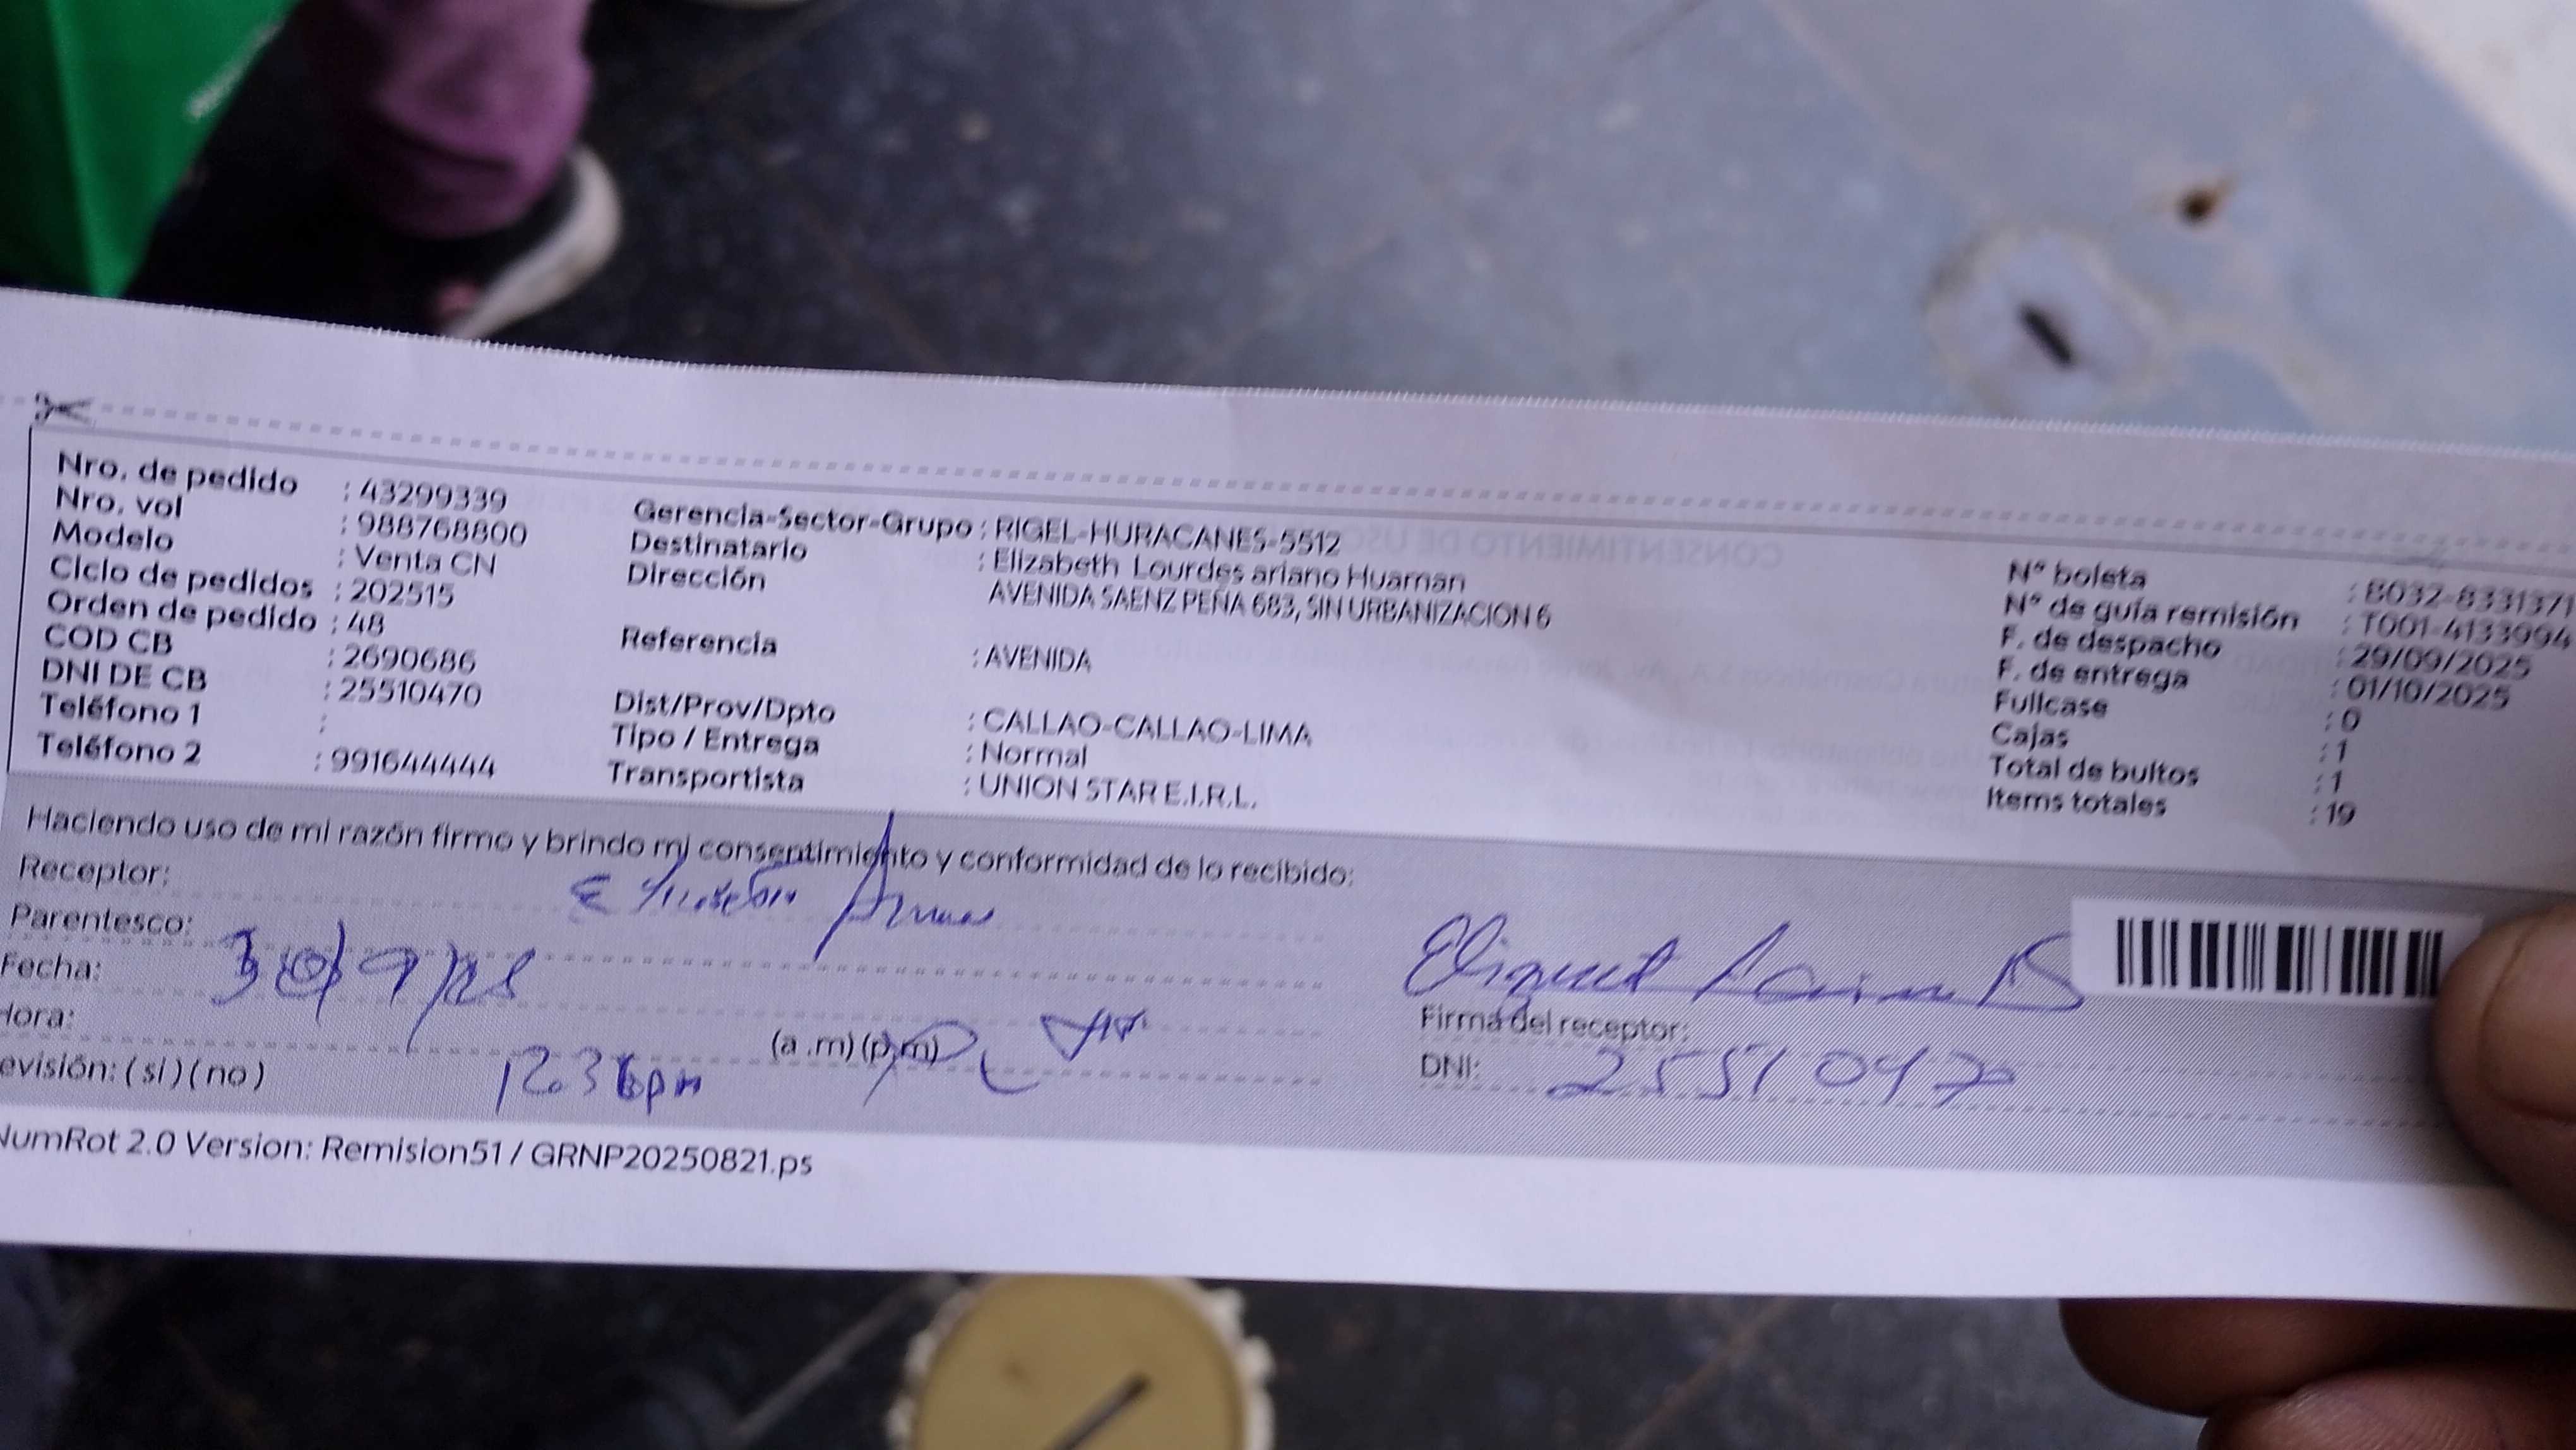 Nro. de pedido : 43299339
Nro. vol : 988768800
Modelo : Venta CN
Ciclo de pedidos : 202515
Orden de pedido : 48
COD CB : 2690686
DNI DE CB : 25510470
Teléfono 1 :
Teléfono 2 : 991644444
Gerencia-Sector-Grupo : RIGEL-HURACANES-5512
Destinatario : Elizabeth Lourdes ariano Huaman
Dirección AVENIDA SAENZ PEÑA 683, SIN URBANIZACION 6
Referencia : AVENIDA
Dist/Prov/Dpto : CALLAO-CALLAO-LIMA
Tipo / Entrega : Normal
Transportista : UNION STAR E.I.R.L.
N° boleta : B032-8331371
N° de guía remisión : T001-4133994
F. de despacho : 29/09/2025
F. de entrega : 01/10/2025
Fullcase : 0
Cajas : 1
Total de bultos : 1
Items totales : 19
Haciendo uso de mi razón firmo y brindo mi consentimiento y conformidad de lo recibido:
Receptor:
Parentesco:
Fecha:
Hora: (a .m) (p.m)
evisión: ( si ) ( no )
Firma del receptor:
DNI: 25510470
NumRot 2.0 Version: Remision51 / GRNP20250821.ps